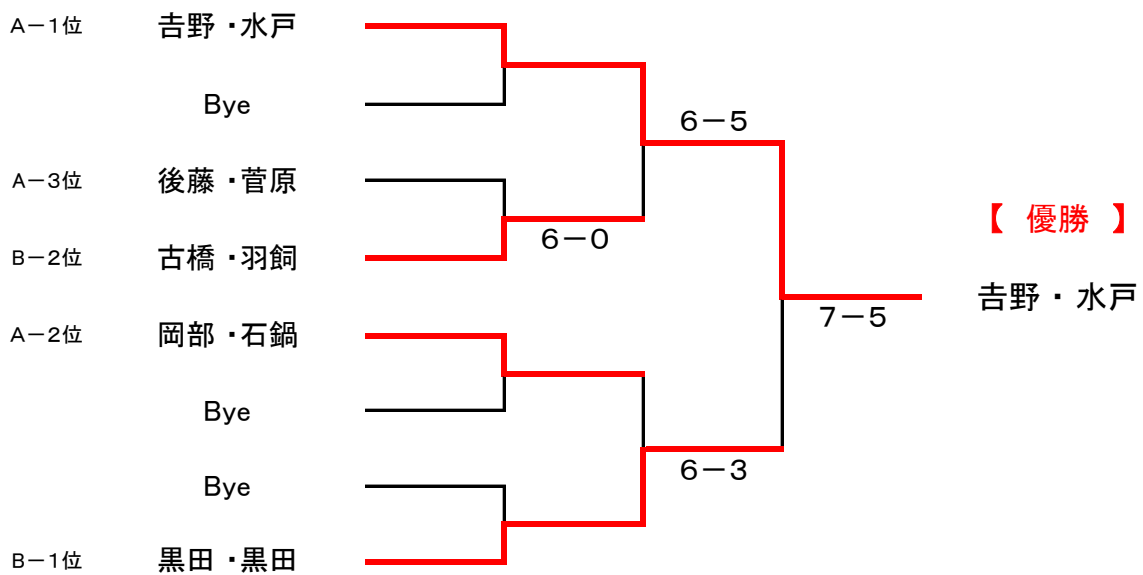 A－1位 𠮷野・水戸
Bye
6－5
A－3位 後藤・菅原
【 優勝 】
6－0
B－2位 古橋・羽飼
𠮷野・水戸
7－5
A－2位 岡部・石鍋
Bye
6－3
Bye
B－1位 黒田・黒田